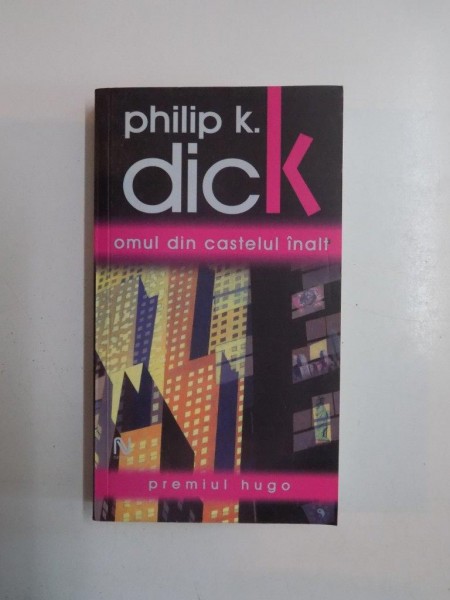 philip k.
dick
omul din castelul înalt
premiul hugo